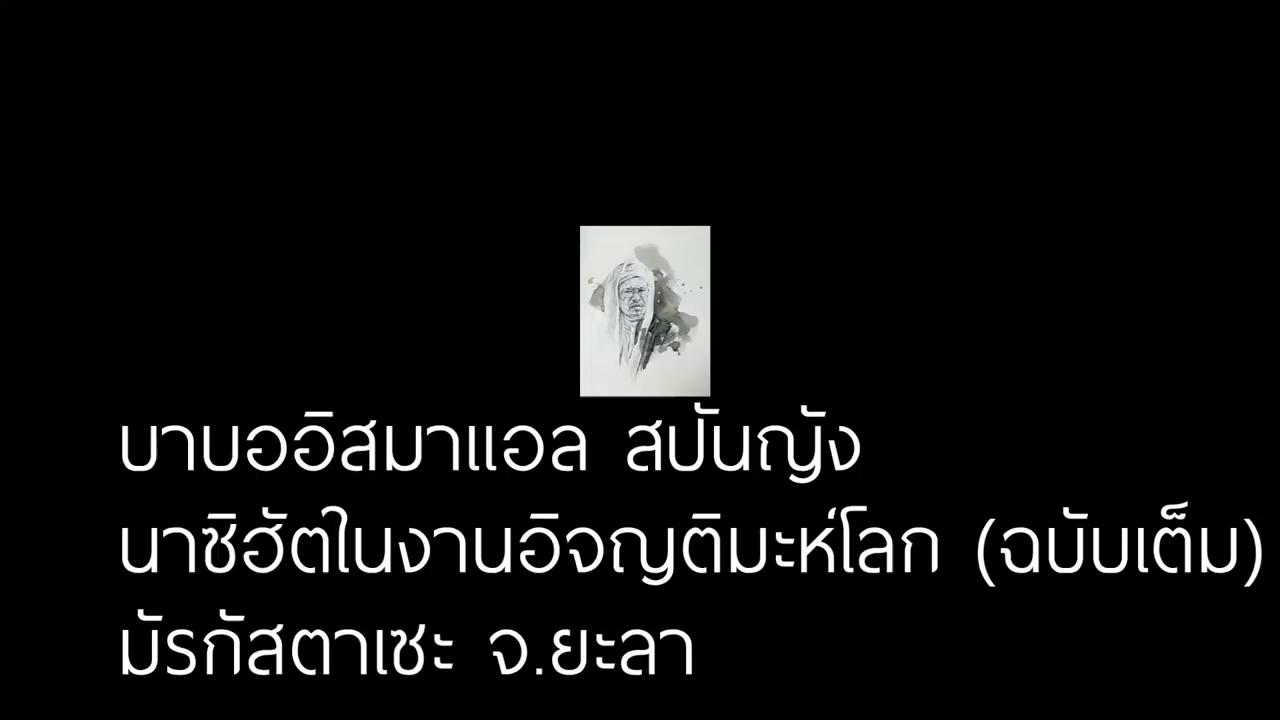 บาบออิสมาแอล สปันญัง
นาซิฮัตในงานอิจญติมะห์โลก (ฉบับเต็ม)
มัรกัสตาเซะ จ.ยะลา